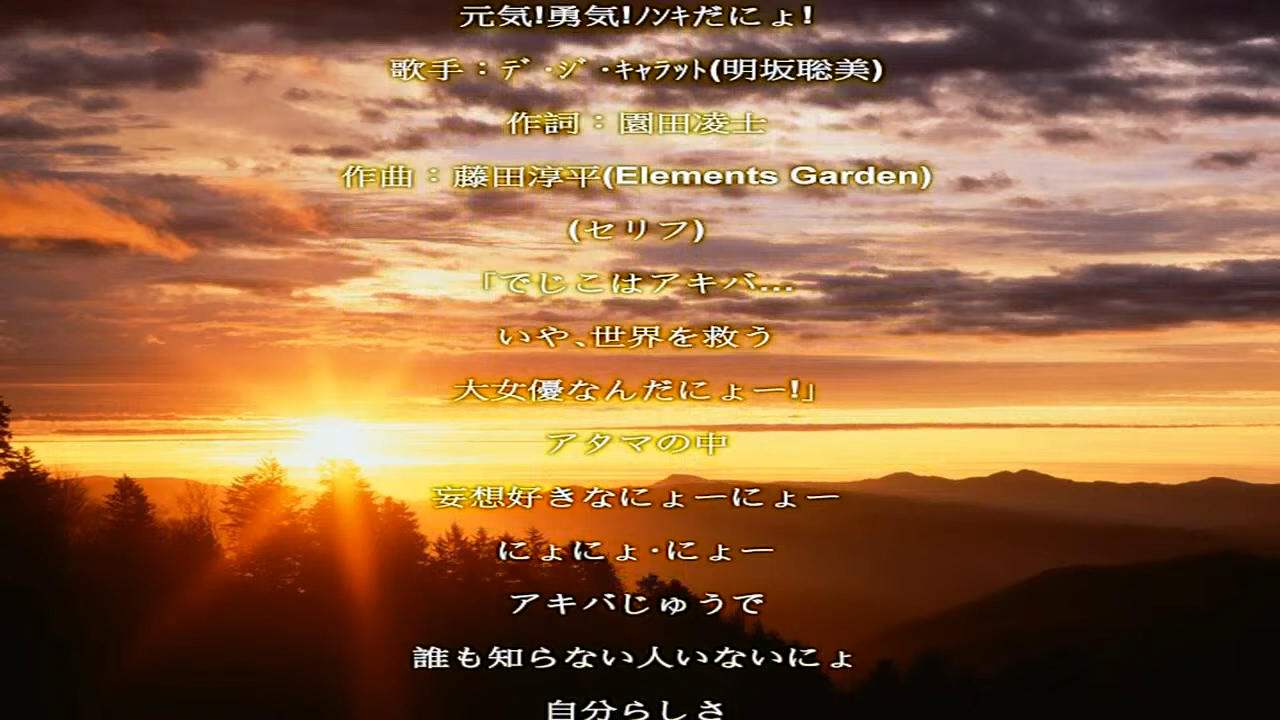 元気!勇気!ﾉﾝｷだにょ!
歌手：ﾃﾞ･ｼﾞ･ｷｬﾗｯﾄ(明坂聡美)
作詞：園田凌士
作曲：藤田淳平(Elements Garden)
(セリフ)
「でじこはアキバ...
いや､世界を救う
大女優なんだにょー!」
アタマの中
妄想好きなにょーにょー
にょにょ･にょー
アキバじゅうで
誰も知らない人いないにょ
自分らしさ